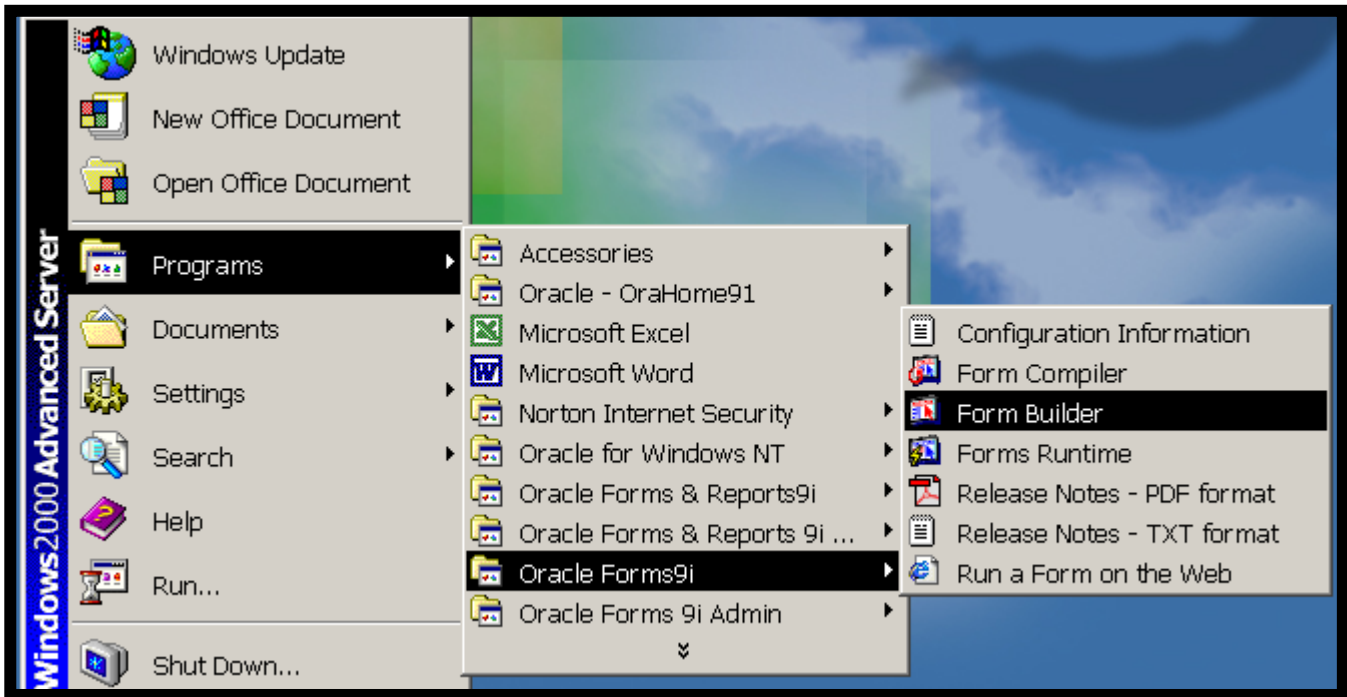 Windows 2000 Advanced Server
Windows Update
New Office Document
Open Office Document
Programs
Documents
Settings
Search
Help
Run...
Shut Down...
Accessories
Oracle - OraHome91
Microsoft Excel
Microsoft Word
Norton Internet Security
Oracle for Windows NT
Oracle Forms & Reports9i
Oracle Forms & Reports 9i ...
Oracle Forms9i
Oracle Forms 9i Admin
Configuration Information
Form Compiler
Form Builder
Forms Runtime
Release Notes - PDF format
Release Notes - TXT format
Run a Form on the Web